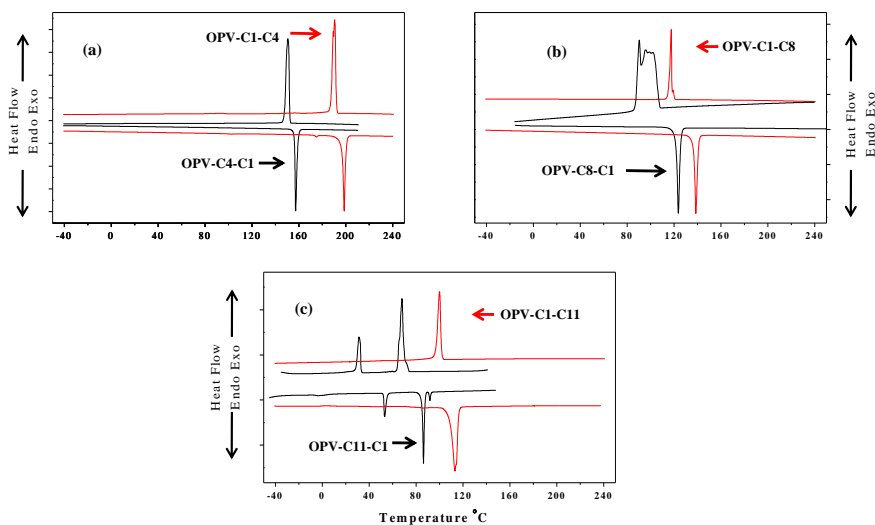 (a)
OPV-C1-C4
OPV-C4-C1
Heat Flow
Endo Exo
-40 0 40 80 120 160 200 240
(b)
OPV-C1-C8
OPV-C8-C1
Heat Flow
Endo Exo
-40 0 40 80 120 160 200 240
(c)
OPV-C1-C11
OPV-C11-C1
Heat Flow
Endo Exo
-40 0 40 80 120 160 200 240
Temperature °C